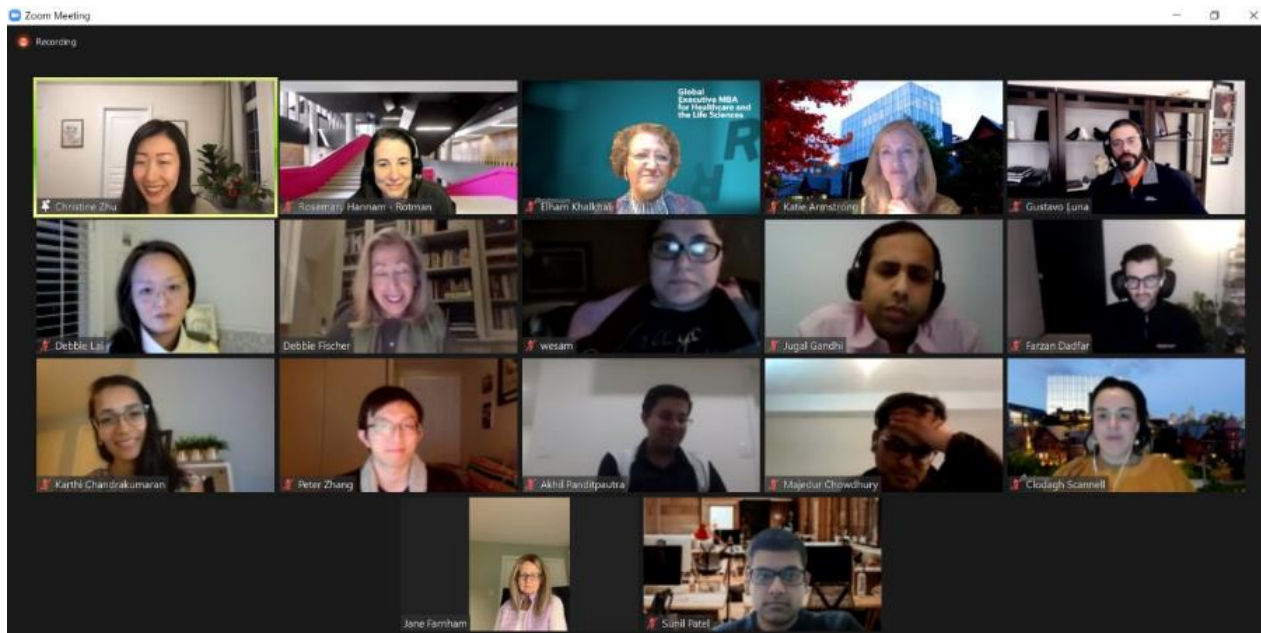 Zoom Meeting
Recording
Global
Executive MBA
for Healthcare and
the Life Sciences
R
Christine Zhu
Rosemary Hannam - Rotman
Elham Khalkhali
Katie Armstrong
Gustavo Luna
Debbie Lai
Debbie Fischer
wesam
Jugal Gandhi
Farzan Dadfar
Karthi Chandrakumaran
Peter Zhang
Akhil Panditpautra
Majedur Chowdhury
Clodagh Scannell
Jane Farnham
Sunil Patel